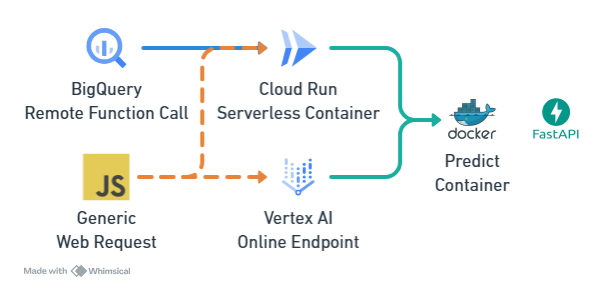 BigQuery
Remote Function Call
Cloud Run
Serverless Container
docker
FastAPI
Predict
Container
JS
Generic
Web Request
Vertex AI
Online Endpoint
Made with Whimsical